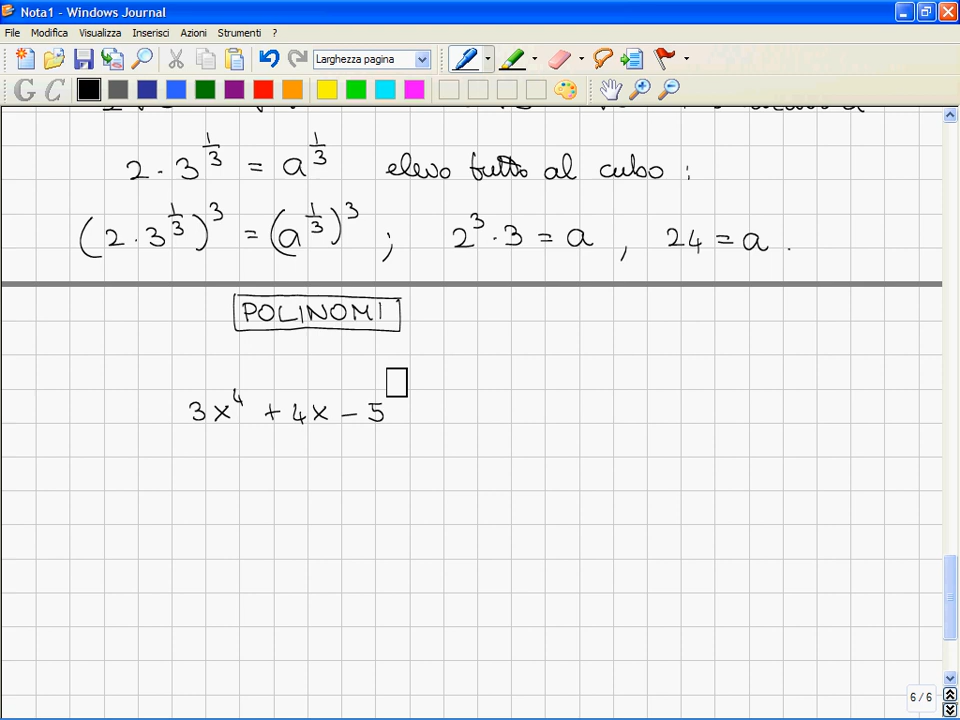 Nota1 - Windows Journal
File Modifica Visualizza Inserisci Azioni Strumenti ?
Larghezza pagina
2 · 3^{1/3} = a^{1/3} elevo tutto al cubo :
(2 · 3^{1/3})^3 = (a^{1/3})^3 ; 2^3 · 3 = a , 24 = a .
POLINOMI
3x^4 + 4x - 5
6 / 6